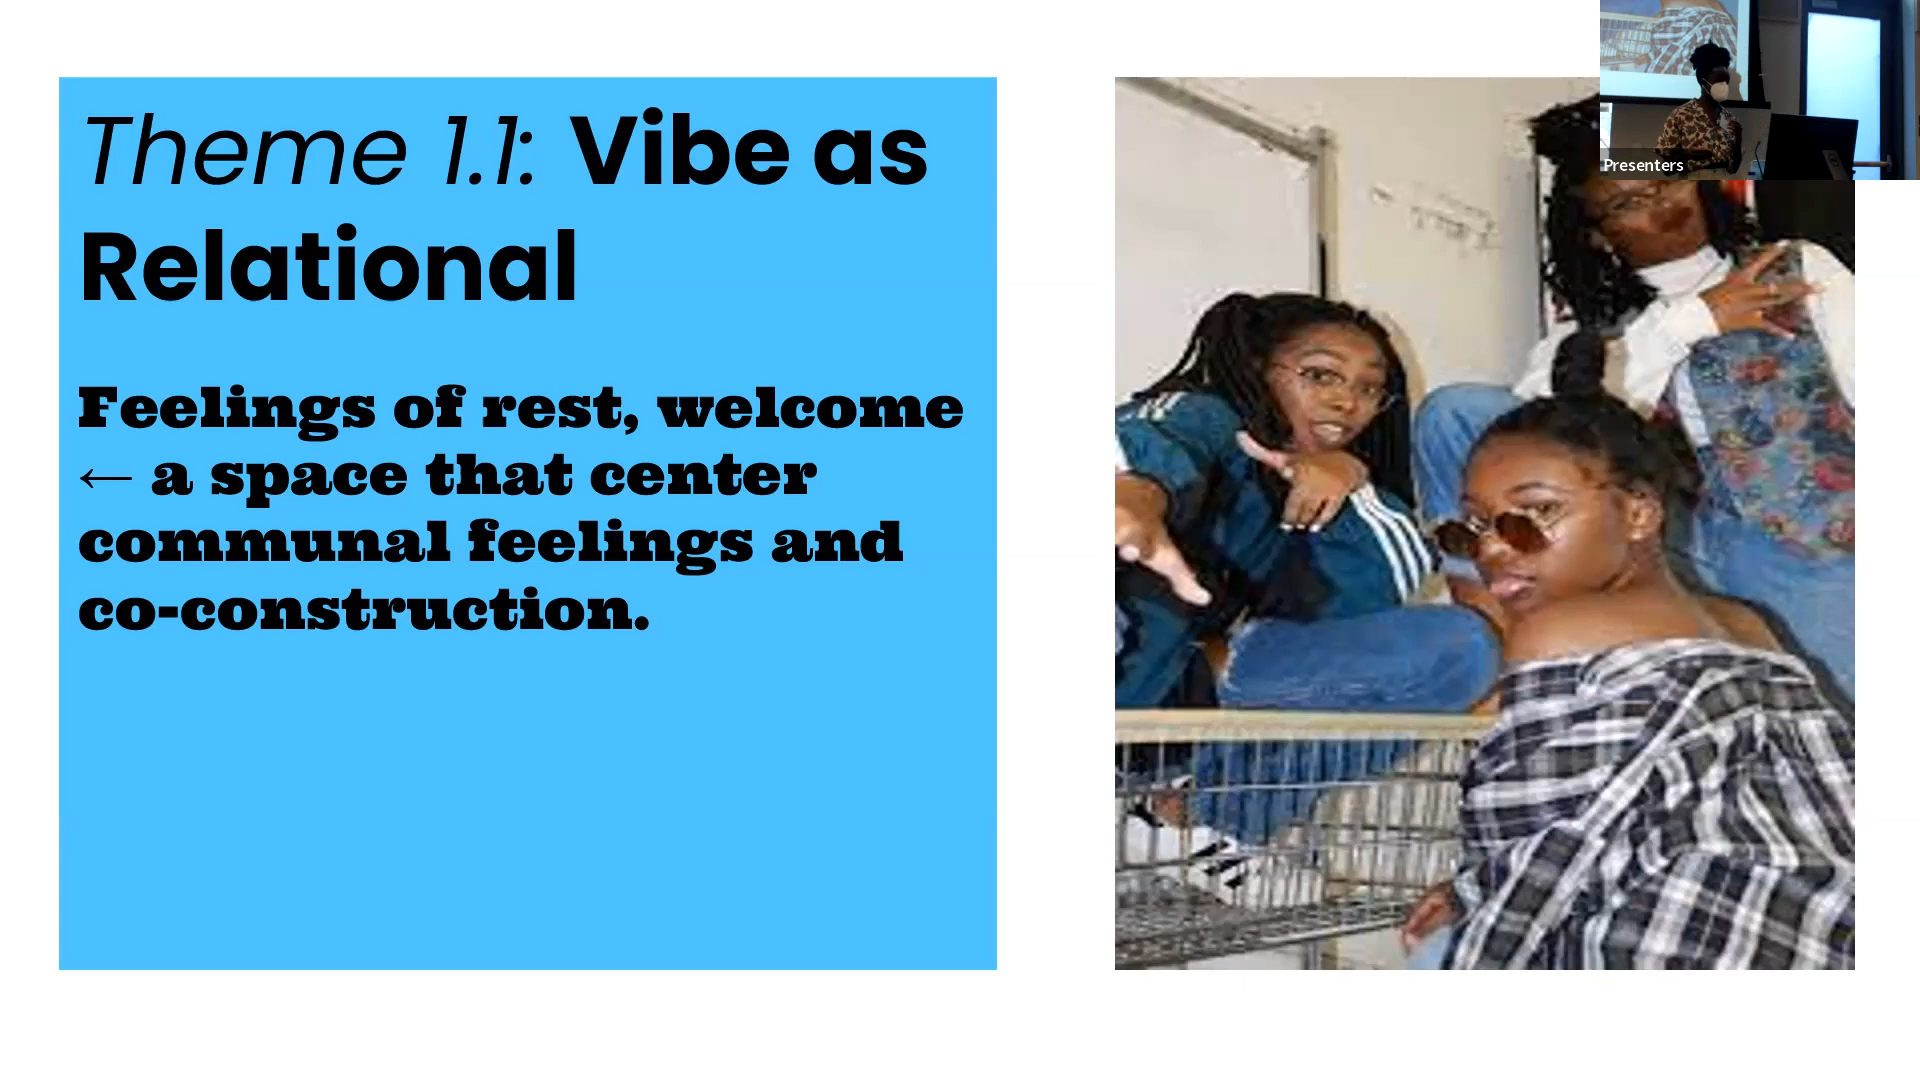 Theme 1.1: Vibe as
Relational
Feelings of rest, welcome
← a space that center
communal feelings and
co-construction.
Presenters